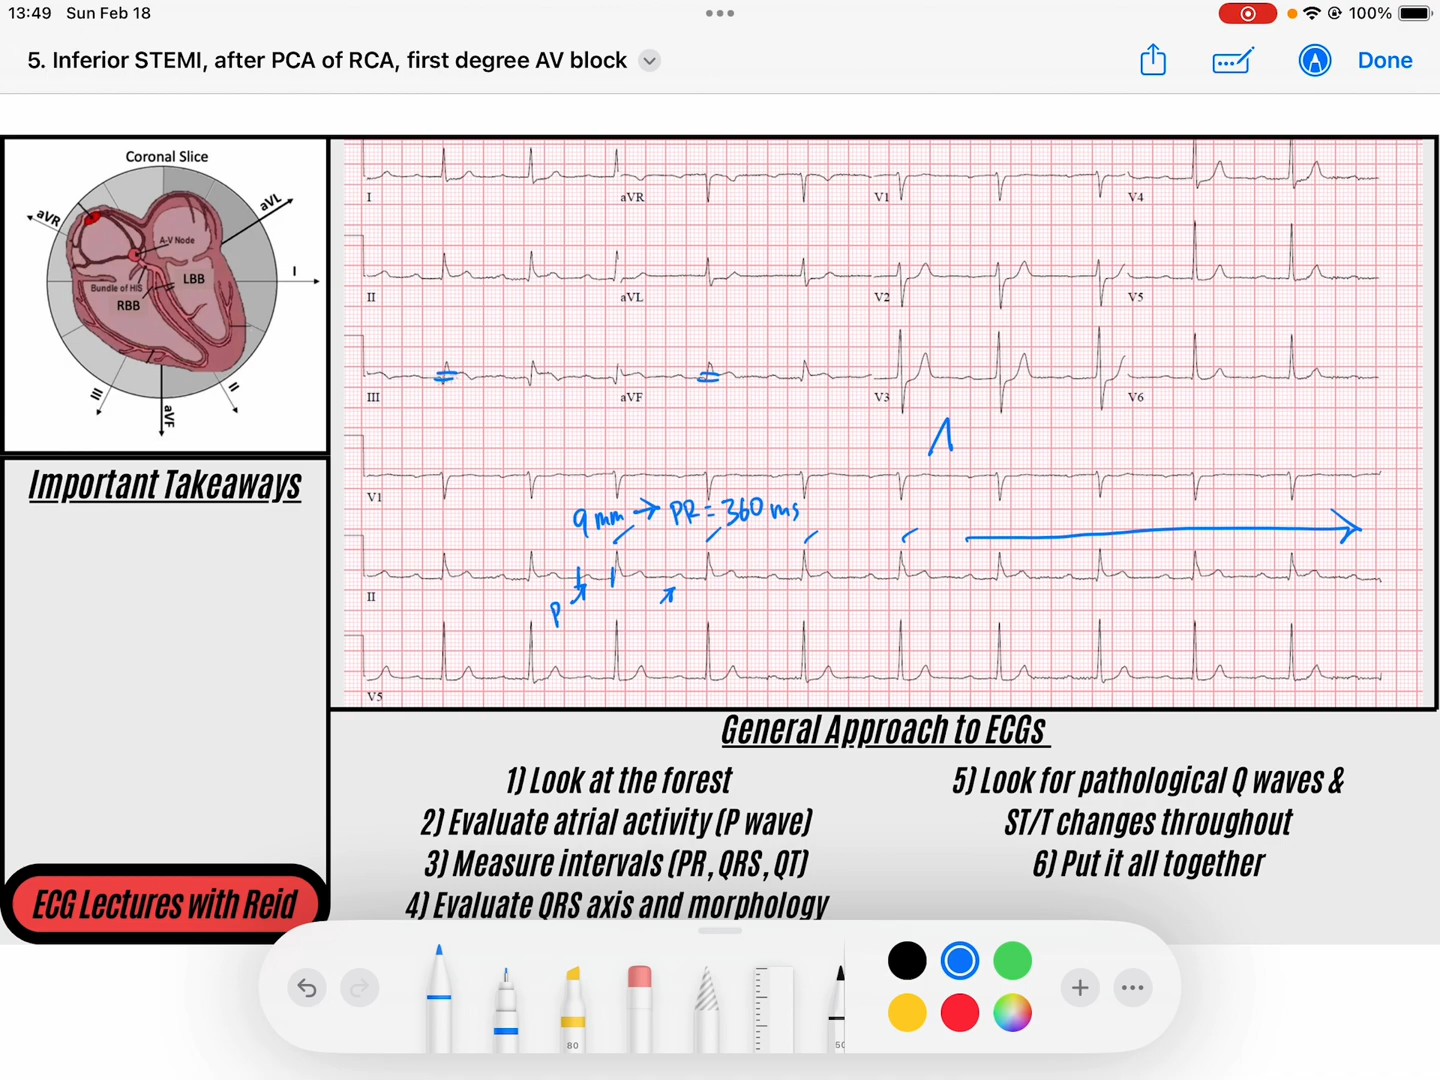 13:49 Sun Feb 18
100%
5. Inferior STEMI, after PCA of RCA, first degree AV block
Done
Coronal Slice
aVR
aVL
A-V Node
I
LBB
Bundle of HIS
RBB
III
aVF
II
I
aVR
V1
V4
II
aVL
V2
V5
III
aVF
V3
V6
V1
9 mm → PR = 360 ms
II
P
V5
Important Takeaways
ECG Lectures with Reid
General Approach to ECGs
1) Look at the forest
2) Evaluate atrial activity (P wave)
3) Measure intervals (PR, QRS, QT)
4) Evaluate QRS axis and morphology
5) Look for pathological Q waves &
ST/T changes throughout
6) Put it all together
80
50